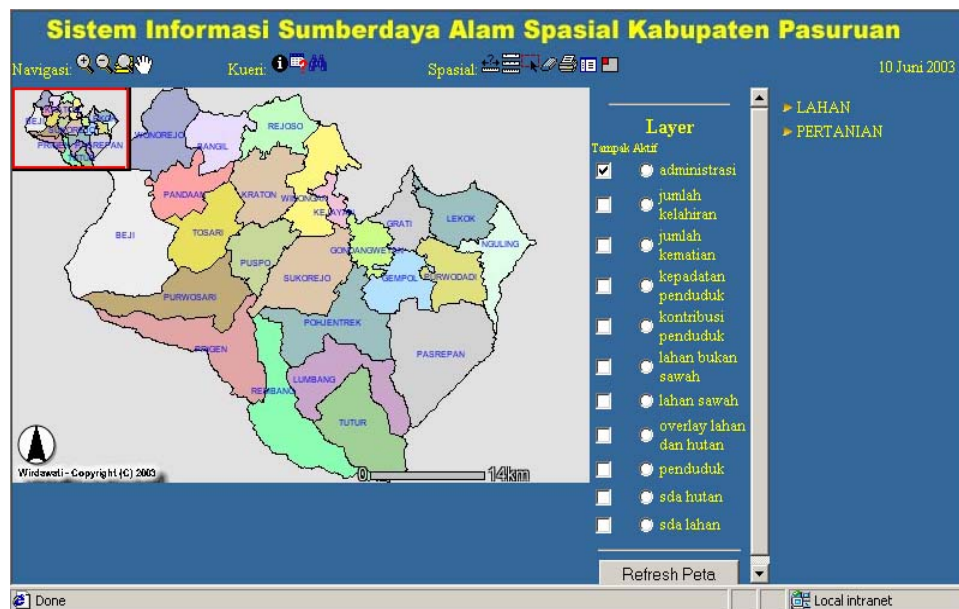 Sistem Informasi Sumberdaya Alam Spasial Kabupaten Pasuruan
Navigasi: Kueri: Spasial: 10 Juni 2003
WONOREJO
BANGIL
REJOSO
PANDAAN
KRATON
WINONGAN
KEJAYAN
BEJI
TOSARI
GRATI
LEKOK
NGULING
GONDANGWETAN
PUSPO
SUKOREJO
GEMPOL
PURWODADI
PURWOSARI
POHJENTREK
PRIGEN
PASREPAN
LUMBANG
REMBANG
TUTUR
Wirdawati - Copyright (C) 2003
0 14km
Layer
Tampak Aktif
administrasi
jumlah
kelahiran
jumlah
kematian
kepadatan
penduduk
kontribusi
penduduk
lahan bukan
sawah
lahan sawah
overlay lahan
dan hutan
penduduk
sda hutan
sda lahan
Refresh Peta
LAHAN
PERTANIAN
Done
Local intranet